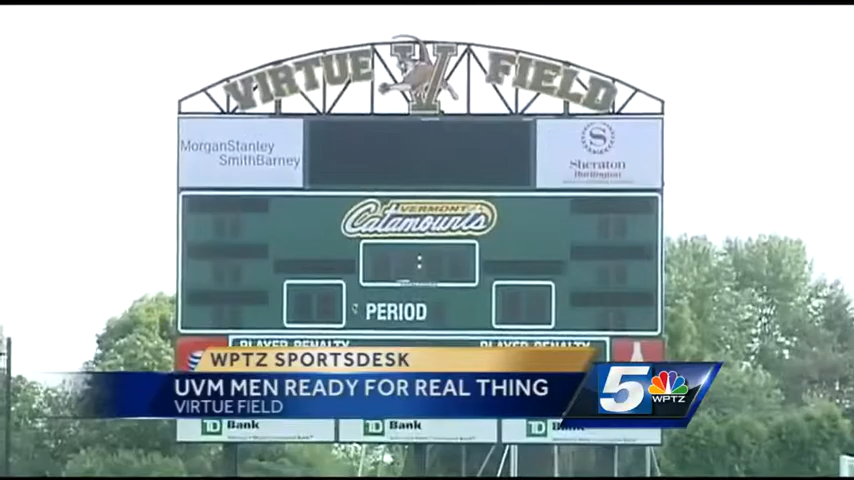 VIRTUE V FIELD
MorganStanley
SmithBarney
S
Sheraton
Burlington
VERMONT
Catamounts
:
PERIOD
PLAYER PENALTY
PLAYER PENALTY
WPTZ SPORTSDESK
UVM MEN READY FOR REAL THING
VIRTUE FIELD
5 WPTZ
TD Bank
TD Bank
TD Bank